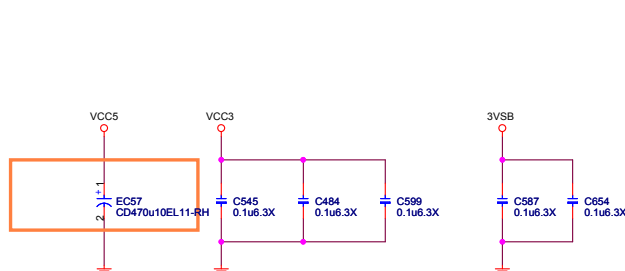 VCC5
VCC3
3VSB
1
+
EC57
CD470u10EL11-RH
2
C545
0.1u6.3X
C484
0.1u6.3X
C599
0.1u6.3X
C587
0.1u6.3X
C654
0.1u6.3X